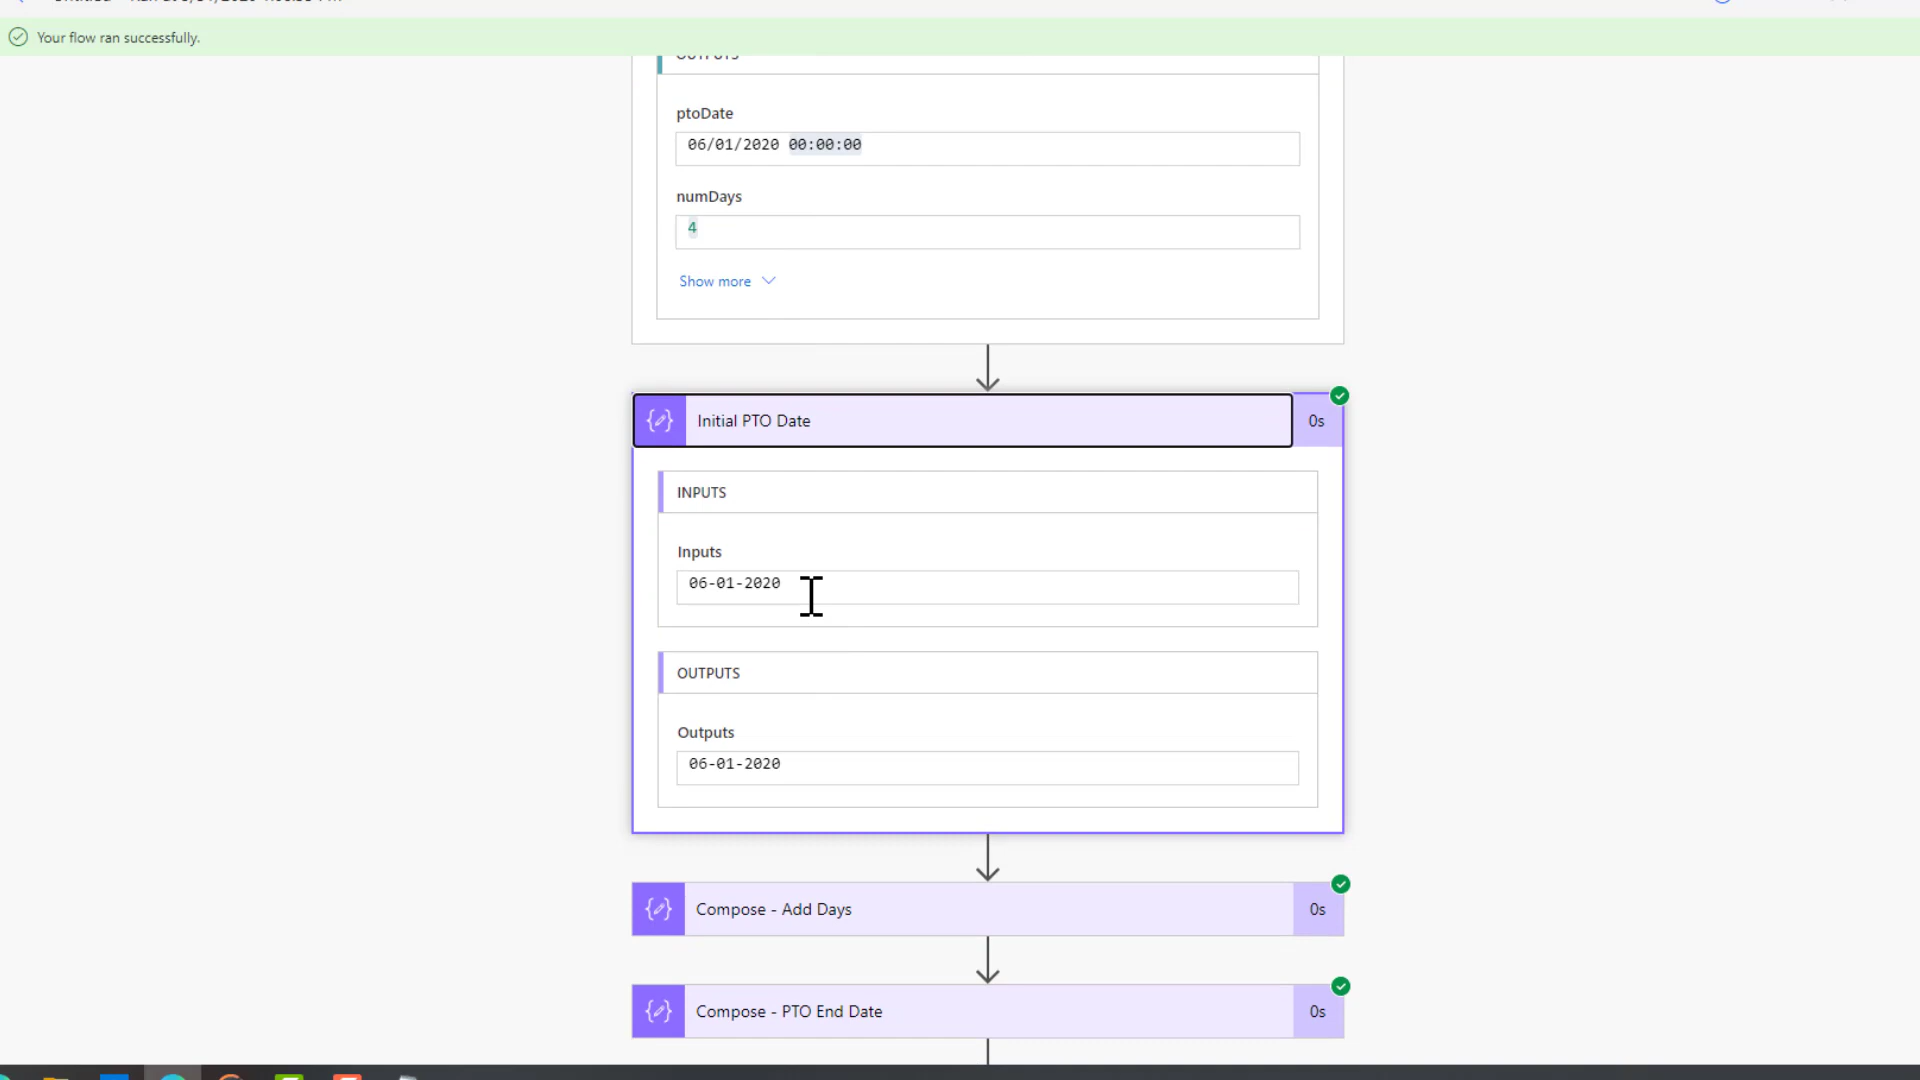 Your flow ran successfully.
OUTPUTS
ptoDate
06/01/2020 00:00:00
numDays
4
Show more
Initial PTO Date
0s
INPUTS
Inputs
06-01-2020
OUTPUTS
Outputs
06-01-2020
Compose - Add Days
0s
Compose - PTO End Date
0s